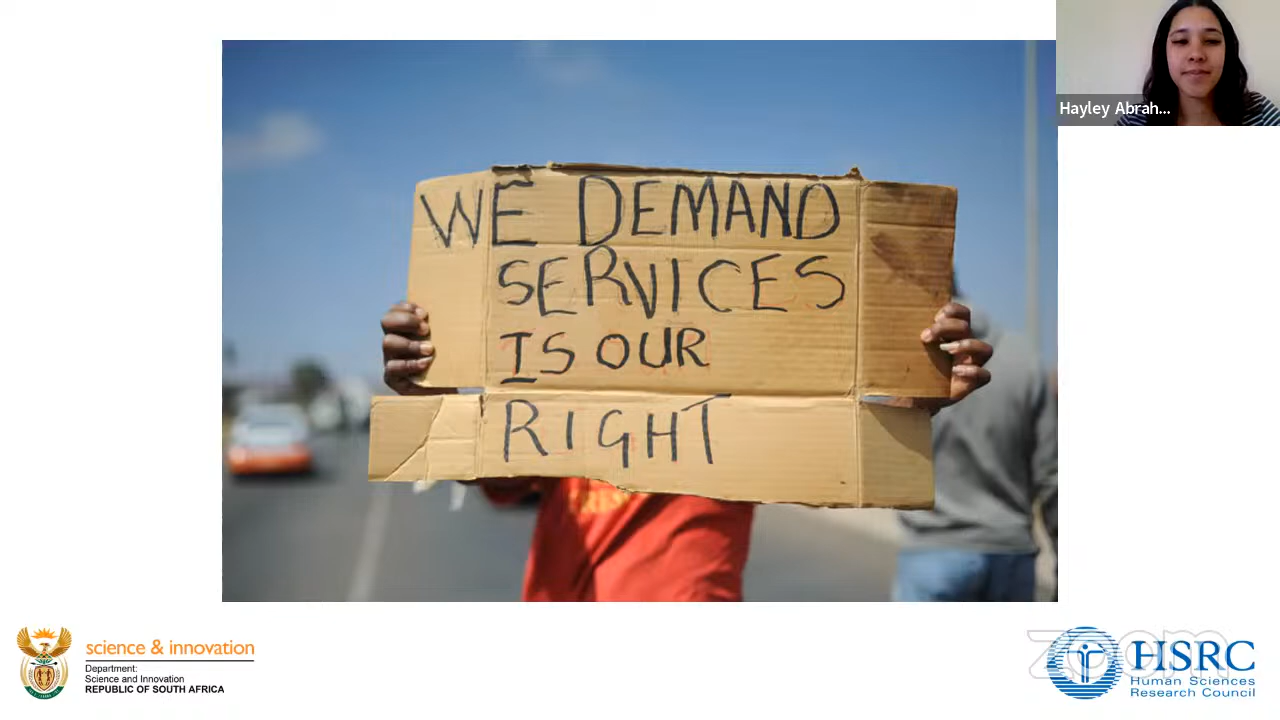 Hayley Abrah...
WE DEMAND
SERVICES
IS OUR
RIGHT
science & innovation
Department:
Science and Innovation
REPUBLIC OF SOUTH AFRICA
zoom
HSRC
Human Sciences
Research Council